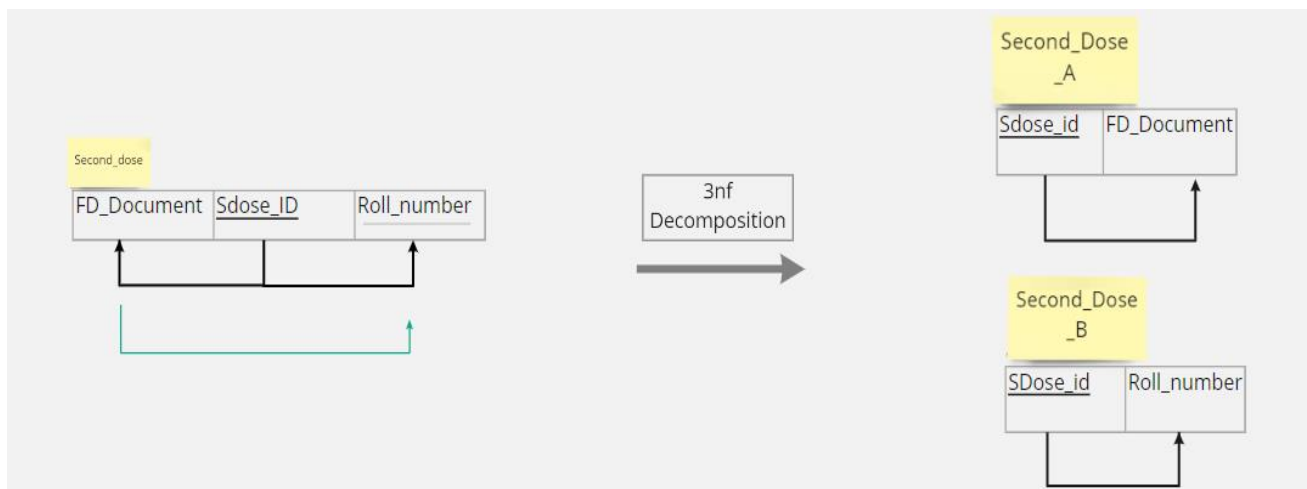 Second_dose
FD_Document Sdose_ID Roll_number
3nf
Decomposition
Second_Dose
_A
Sdose_id FD_Document
Second_Dose
_B
SDose_id Roll_number